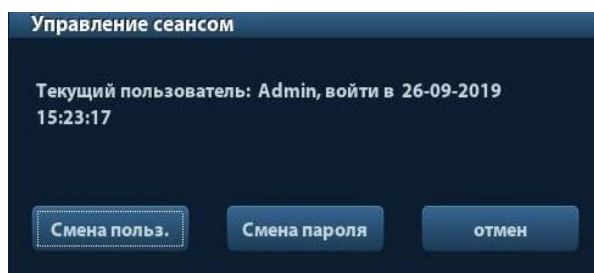 Управление сеансом
Текущий пользователь: Admin, войти в 26-09-2019
15:23:17
Смена польз. Смена пароля отмен